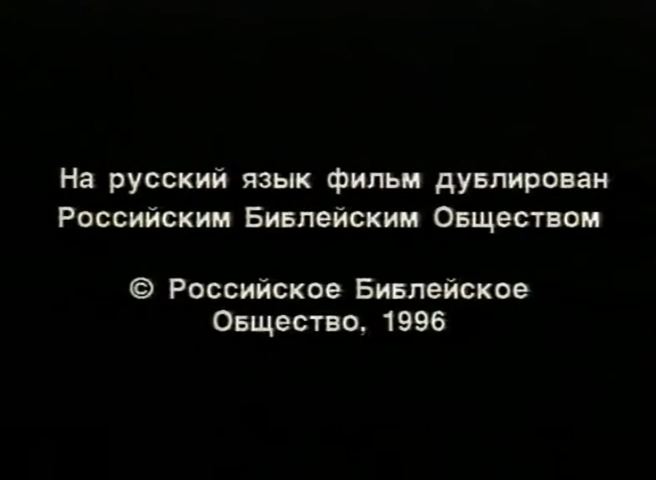 На русский язык фильм дублирован
Российским Библейским Обществом
© Российское Библейское
Общество, 1996